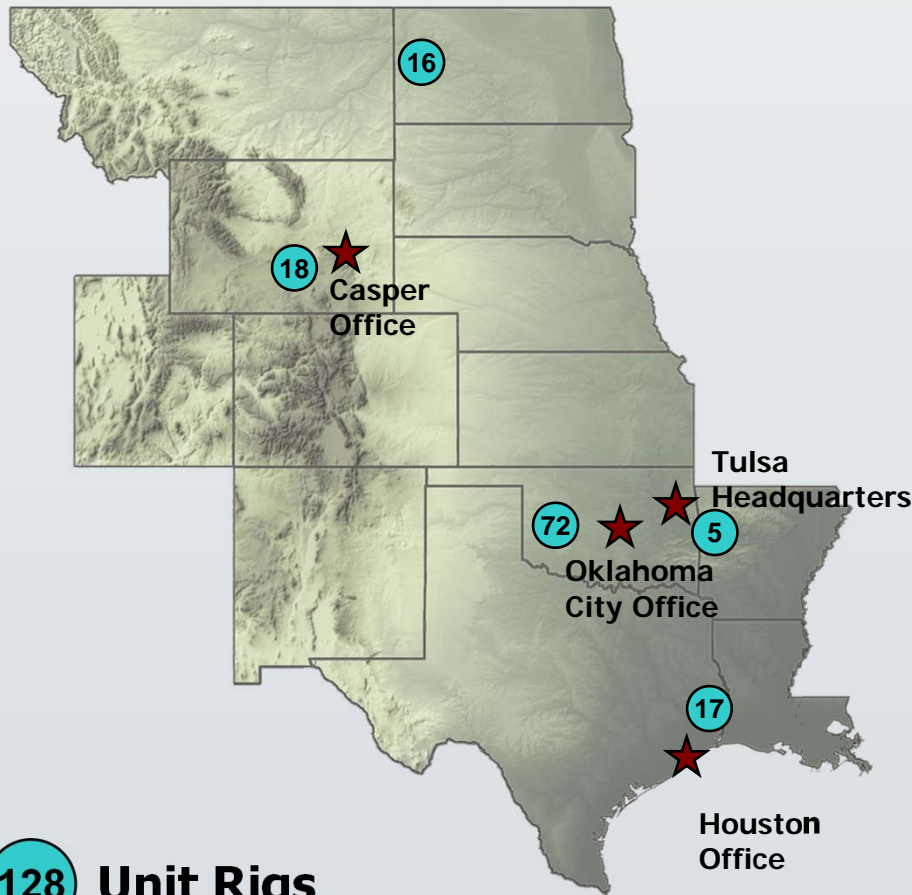 16
18
Casper
Office
Tulsa
Headquarters
72
5
Oklahoma
City Office
17
Houston
Office
128 Unit Rigs